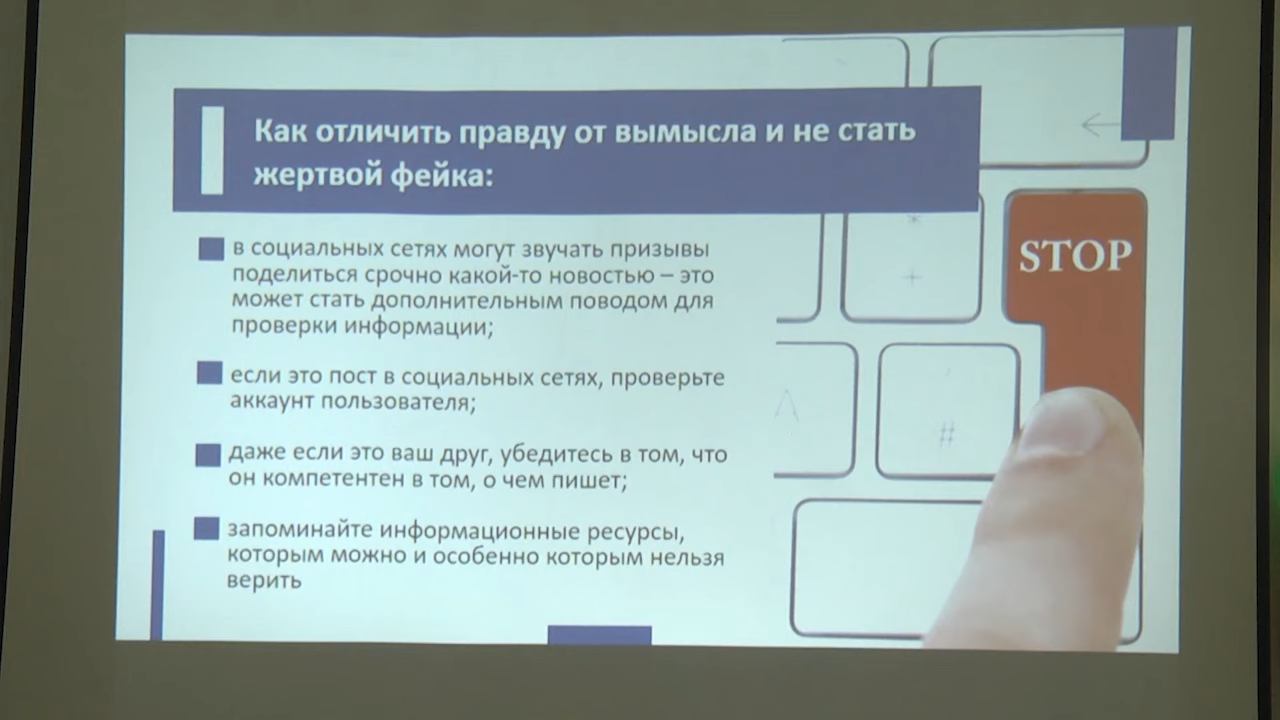 Как отличить правду от вымысла и не стать
жертвой фейка:
в социальных сетях могут звучать призывы
поделиться срочно какой-то новостью – это
может стать дополнительным поводом для
проверки информации;
если это пост в социальных сетях, проверьте
аккаунт пользователя;
даже если это ваш друг, убедитесь в том, что
он компетентен в том, о чем пишет;
запоминайте информационные ресурсы,
которым можно и особенно которым нельзя
верить
*
+
STOP
#